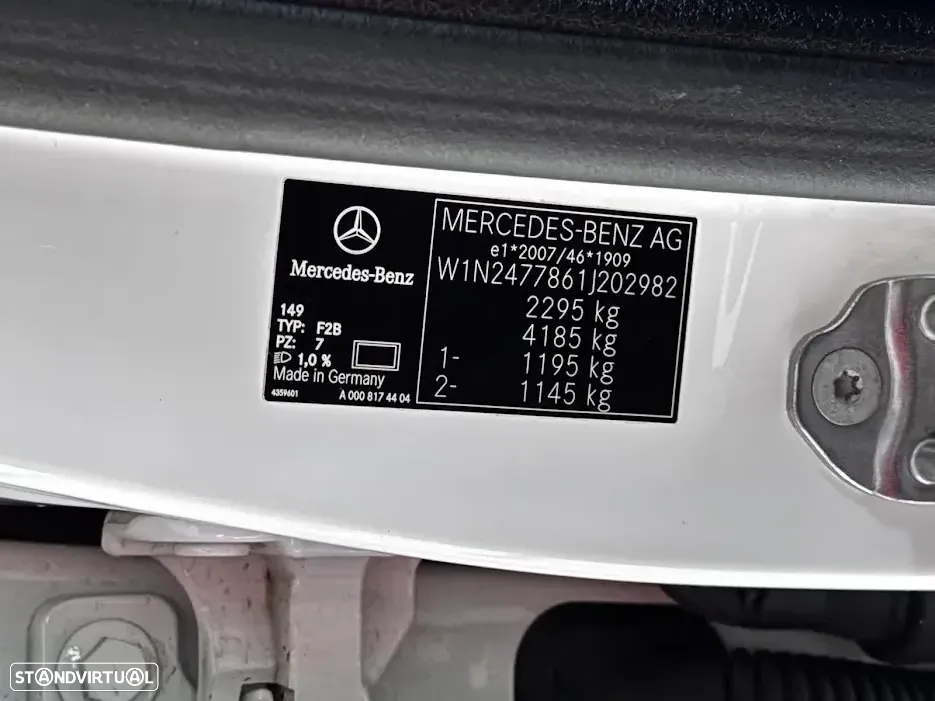 Mercedes-Benz
149
TYP: F2B
PZ: 7
1,0 %
Made in Germany
4359601 A 000 817 44 04
MERCEDES-BENZ AG
e1*2007/46*1909
W1N2477861J202982
2295 kg
4185 kg
1- 1195 kg
2- 1145 kg
STANDVIRTUAL